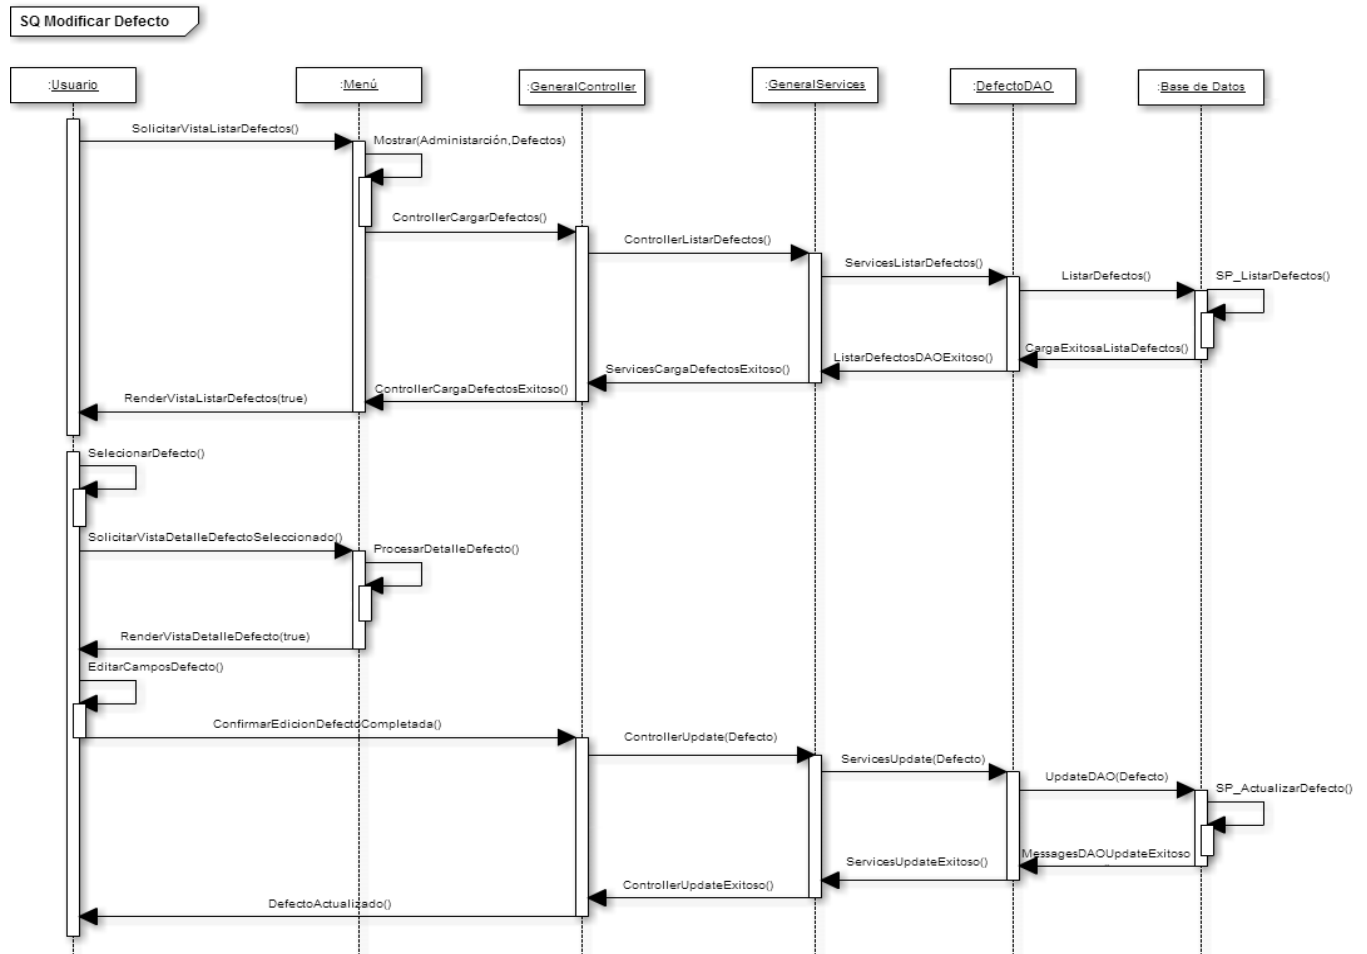 SQ Modificar Defecto
:Usuario
:Menú
:GeneralController
:GeneralServices
:DefectoDAO
:Base de Datos
SolicitarVistaListarDefectos()
Mostrar(Administarción,Defectos)
ControllerCargarDefectos()
ControllerListarDefectos()
ServicesListarDefectos()
ListarDefectos()
SP_ListarDefectos()
CargaExitosaListaDefectos()
ListarDefectosDAOExitoso()
ServicesCargaDefectosExitoso()
ControllerCargaDefectosExitoso()
RenderVistaListarDefectos(true)
SelecionarDefecto()
SolicitarVistaDetalleDefectoSeleccionado()
ProcesarDetalleDefecto()
RenderVistaDetalleDefecto(true)
EditarCamposDefecto()
ConfirmarEdicionDefectoCompletada()
ControllerUpdate(Defecto)
ServicesUpdate(Defecto)
UpdateDAO(Defecto)
SP_ActualizarDefecto()
MessagesDAOUpdateExitoso
ServicesUpdateExitoso()
ControllerUpdateExitoso()
DefectoActualizado()